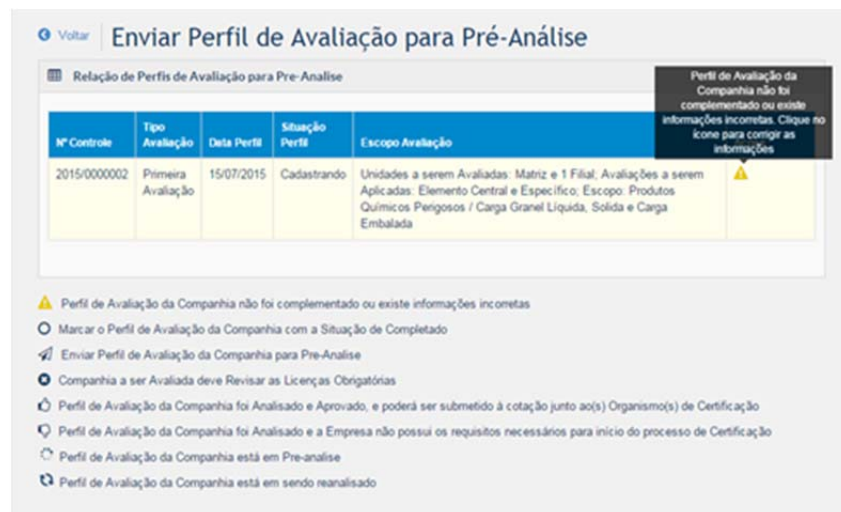 Voltar
Enviar Perfil de Avaliação para Pré-Análise
Relação de Perfis de Avaliação para Pre-Analise
Perfil de Avaliação da
Companhia não foi
complementado ou existe
informações incorretas. Clique no
ícone para corrigir as
informações
Nº Controle
Tipo
Avaliação
Data Perfil
Situação
Perfil
Escopo Avaliação
2015/0000002
Primeira
Avaliação
15/07/2015
Cadastrando
Unidades a serem Avaliadas: Matriz e 1 Filial; Avaliações a serem
Aplicadas: Elemento Central e Específico; Escopo: Produtos
Químicos Perigosos / Carga Granel Líquida, Solida e Carga
Embalada
Perfil de Avaliação da Companhia não foi complementado ou existe informações incorretas
Marcar o Perfil de Avaliação da Companhia com a Situação de Completado
Enviar Perfil de Avaliação da Companhia para Pre-Analise
Companhia a ser Avaliada deve Revisar as Licenças Obrigatórias
Perfil de Avaliação da Companhia foi Analisado e Aprovado, e poderá ser submetido à cotação junto ao(s) Organismo(s) de Certificação
Perfil de Avaliação da Companhia foi Analisado e a Empresa não possui os requisitos necessários para início do processo de Certificação
Perfil de Avaliação da Companhia está em Pre-analise
Perfil de Avaliação da Companhia está em sendo reanalisado